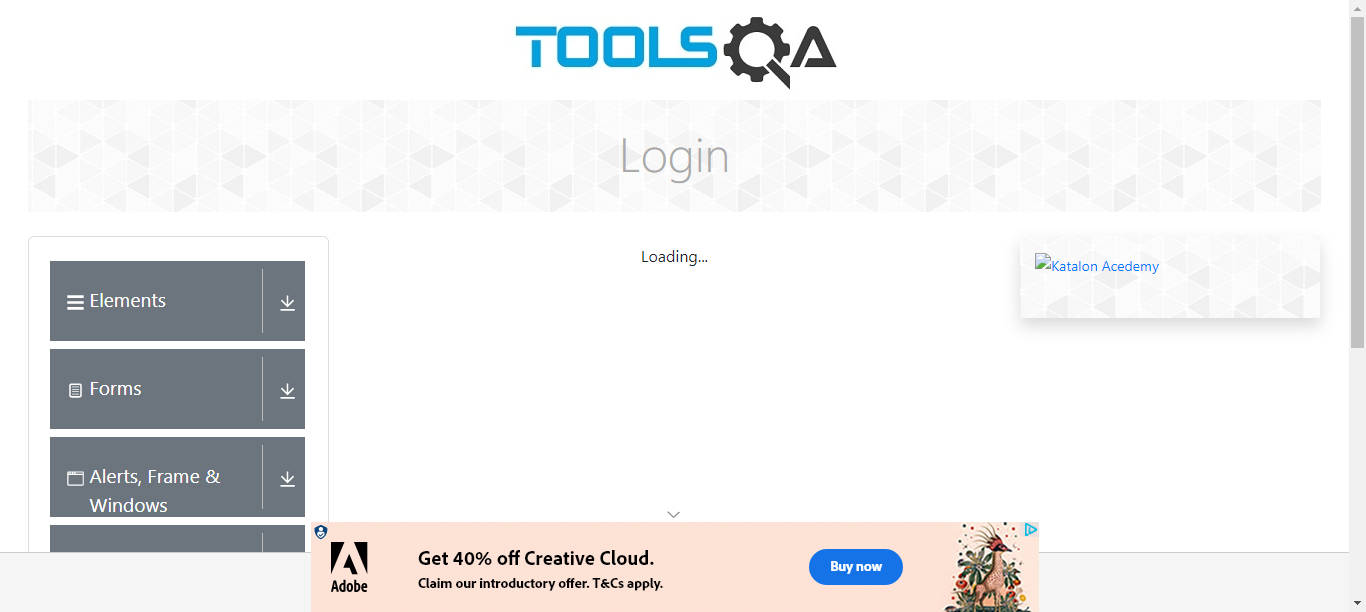 TOOLSQA
Login
Elements
Forms
Alerts, Frame &
Windows
Loading...
Katalon Acedemy
Adobe
Get 40% off Creative Cloud.
Claim our introductory offer. T&Cs apply.
Buy now